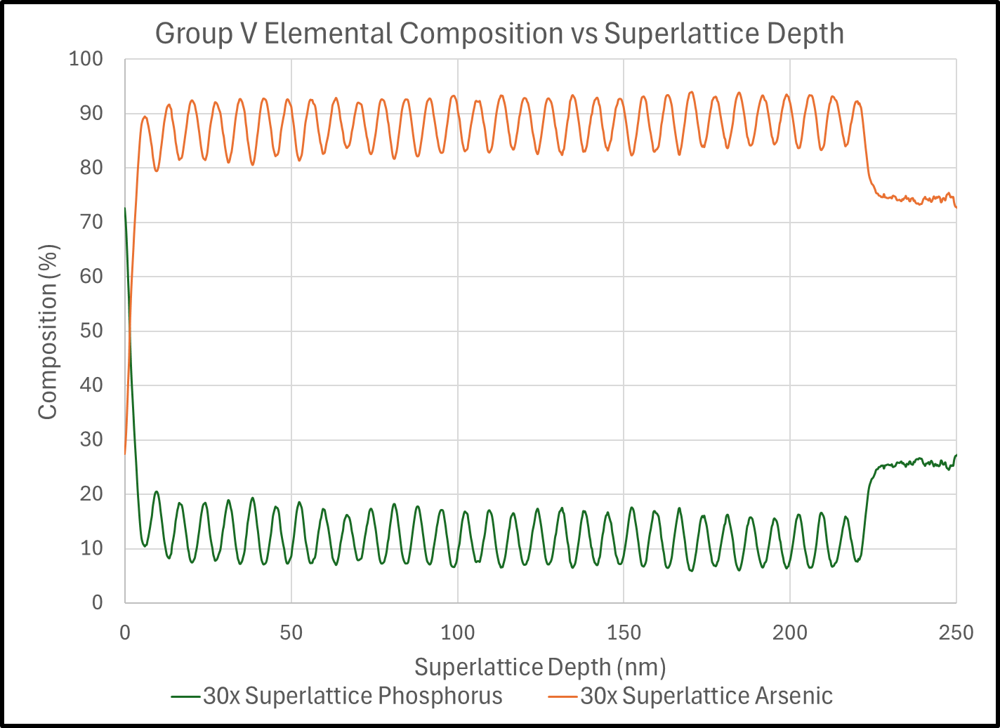 Group V Elemental Composition vs Superlattice Depth
100
90
80
70
60
50
40
30
20
10
0
Composition (%)
0 50 100 150 200 250
Superlattice Depth (nm)
30x Superlattice Phosphorus 30x Superlattice Arsenic